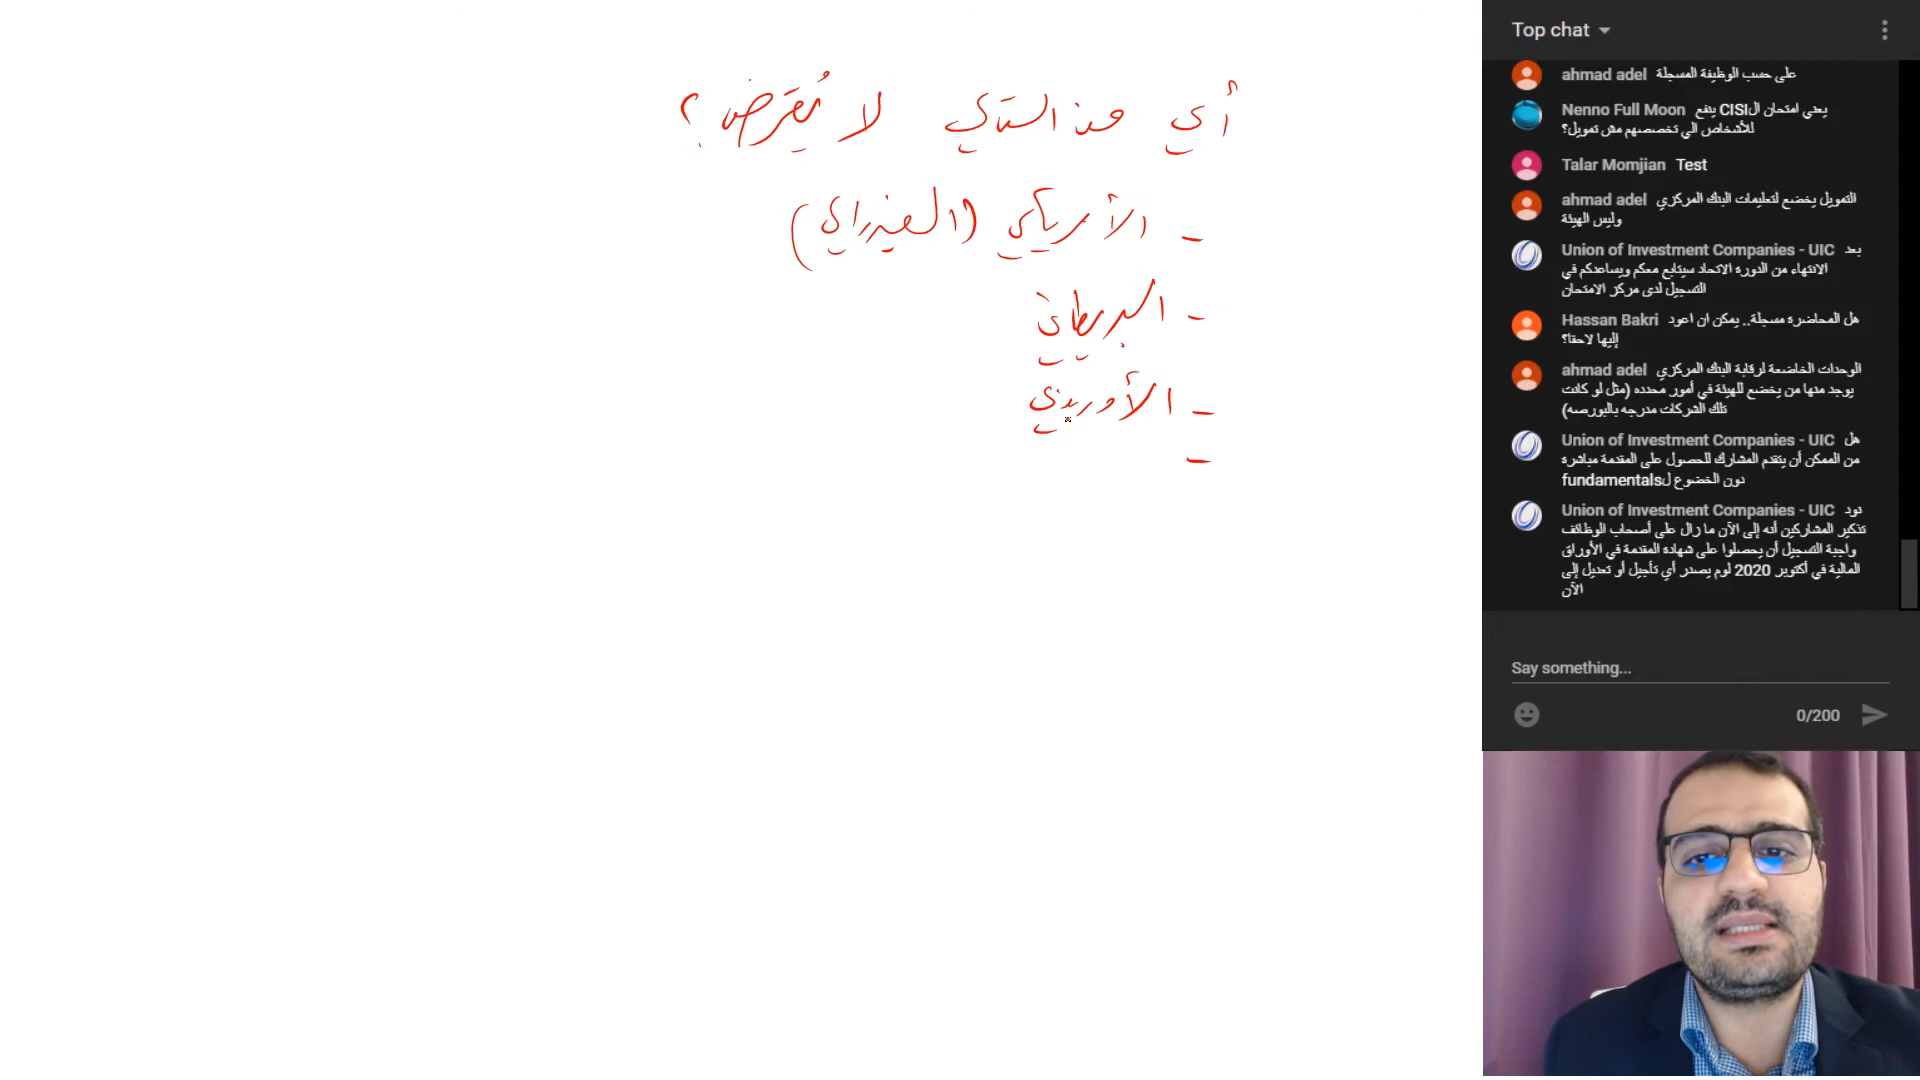 أي من التالي لا يُقرض ؟
- الأمريكي (الفيدرالي)
- البريطاني
- الأوروبي
-
Top chat
ahmad adel على حسب الوظيفة المسجلة
Nenno Full Moon يعني امتحان الCISI ينفع
للأشخاص الي تخصصهم مش تمويل؟
Talar Momjian Test
ahmad adel التمويل يخضع لتعليمات البنك المركزي
وليس الهيئة
Union of Investment Companies - UIC بعد
الانتهاء من الدورة الاتحاد سيتابع معكم ويساعدكم في
التسجيل لدى مركز الامتحان
Hassan Bakri هل المحاضرة مسجلة.. يمكن ان اعود
إليها لاحقا؟
ahmad adel الوحدات الخاضعة لرقابة البنك المركزي
يوجد منها من يخضع للهيئة في أمور محدده (مثل لو كانت
تلك الشركات مدرجه بالبورصه)
Union of Investment Companies - UIC هل
من الممكن أن يتقدم المشارك للحصول على المقدمة مباشرة
دون الخضوع لfundamentals
Union of Investment Companies - UIC نود
تذكير المشاركين أنه إلى الآن ما زال على أصحاب الوظائف
واجبة التسجيل أن يحصلوا على شهادة المقدمة في الأوراق
المالية في أكتوبر 2020 لوم يصدر أي تأجيل أو تعديل إلى
الآن
Say something...
0/200